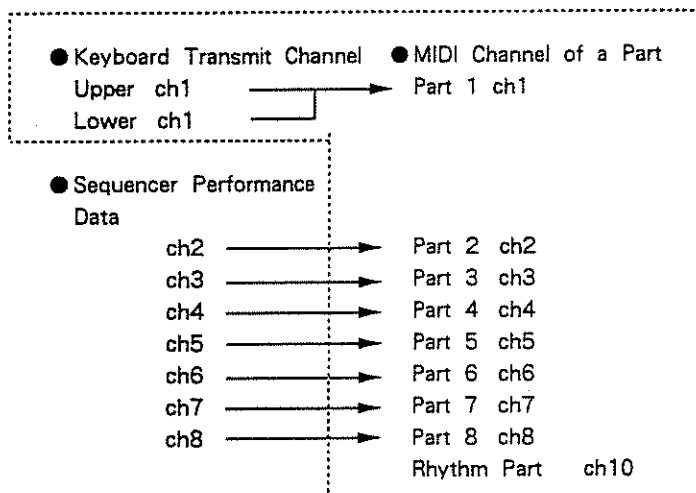 ● Keyboard Transmit Channel ● MIDI Channel of a Part
Upper ch1 Part 1 ch1
Lower ch1
● Sequencer Performance
Data
ch2 Part 2 ch2
ch3 Part 3 ch3
ch4 Part 4 ch4
ch5 Part 5 ch5
ch6 Part 6 ch6
ch7 Part 7 ch7
ch8 Part 8 ch8
Rhythm Part ch10